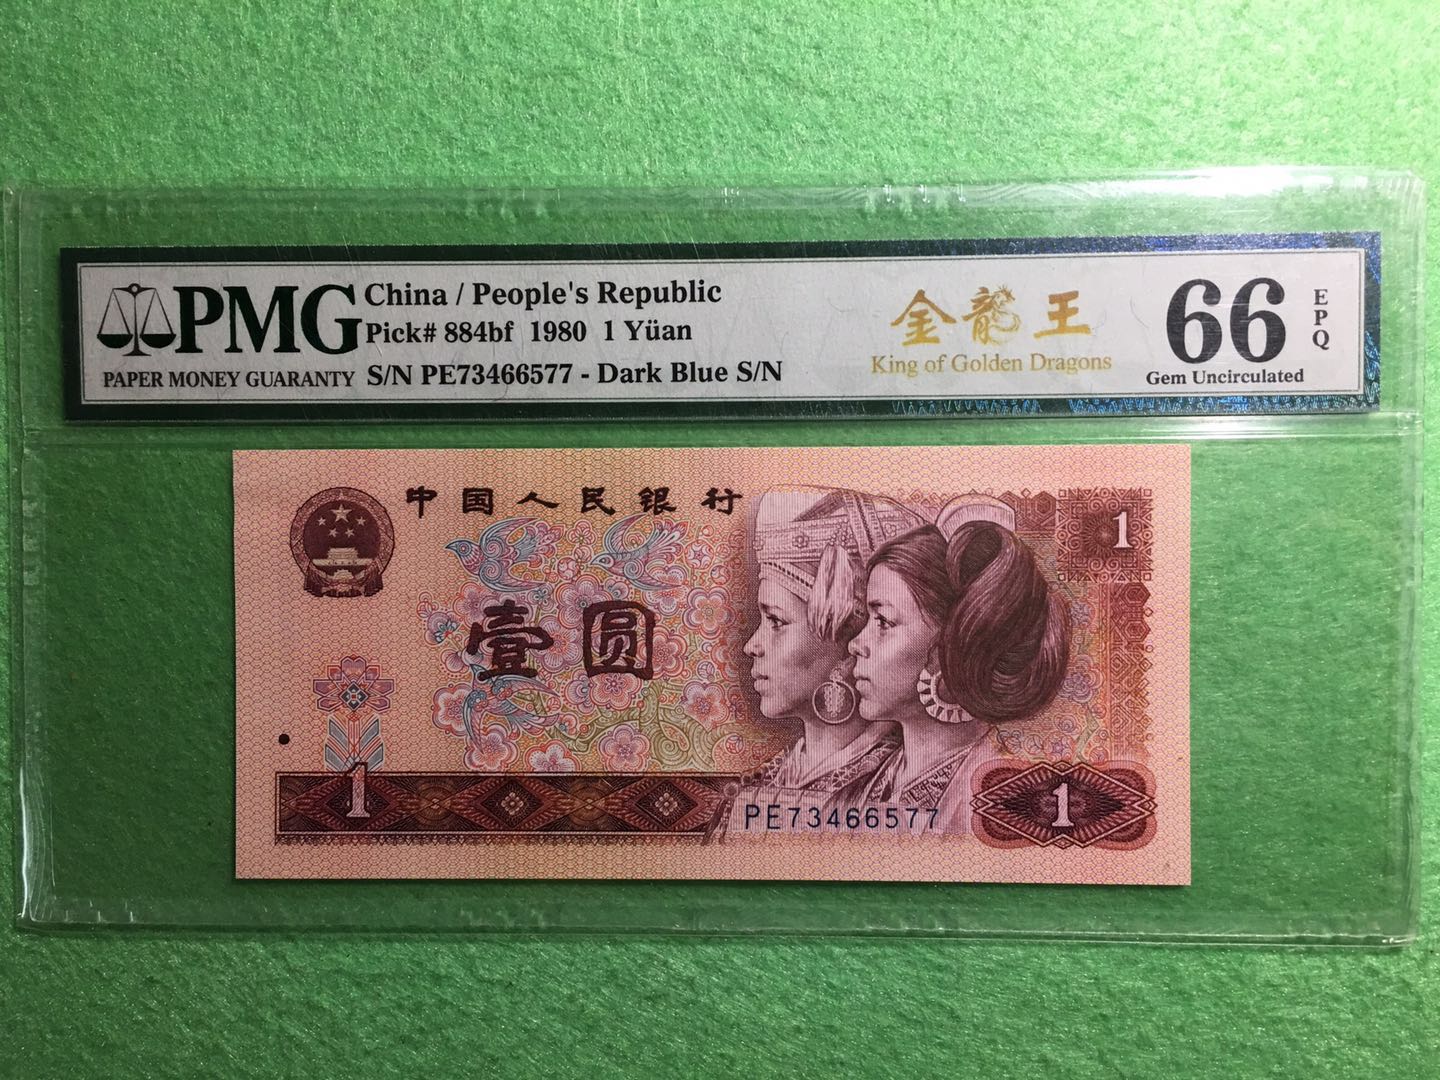 PMG
PAPER MONEY GUARANTY
China / People's Republic
Pick# 884bf 1980 1 Yüan
S/N PE73466577 - Dark Blue S/N
金龍王
King of Golden Dragons
66
EPQ
Gem Uncirculated
中国人民银行
1
壹圆
1
PE73466577
1